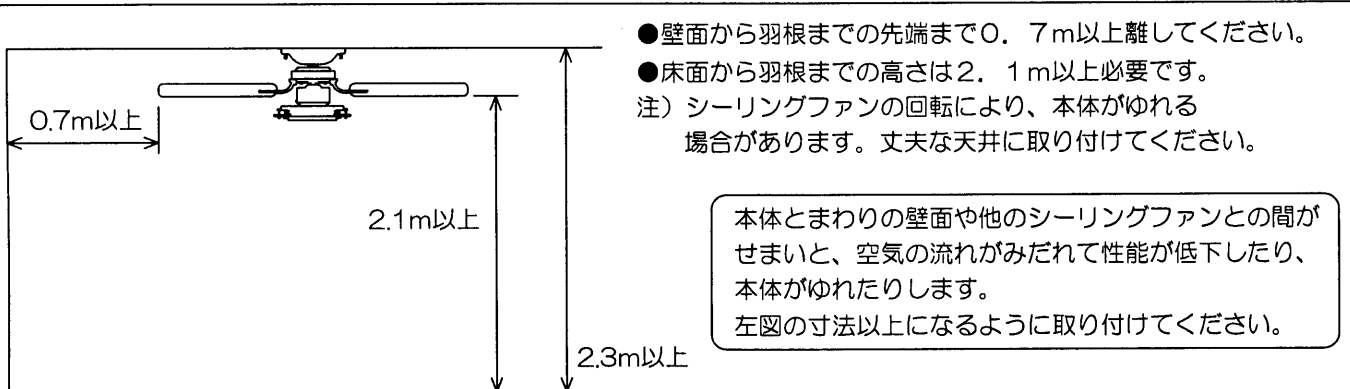 ●壁面から羽根までの先端まで0．7m以上離してください。
●床面から羽根までの高さは2．1m以上必要です。
注）シーリングファンの回転により、本体がゆれる
場合があります。丈夫な天井に取り付けてください。
0.7m以上
2.1m以上
2.3m以上
本体とまわりの壁面や他のシーリングファンとの間が
せまいと、空気の流れがみだれて性能が低下したり、
本体がゆれたりします。
左図の寸法以上になるように取り付けてください。